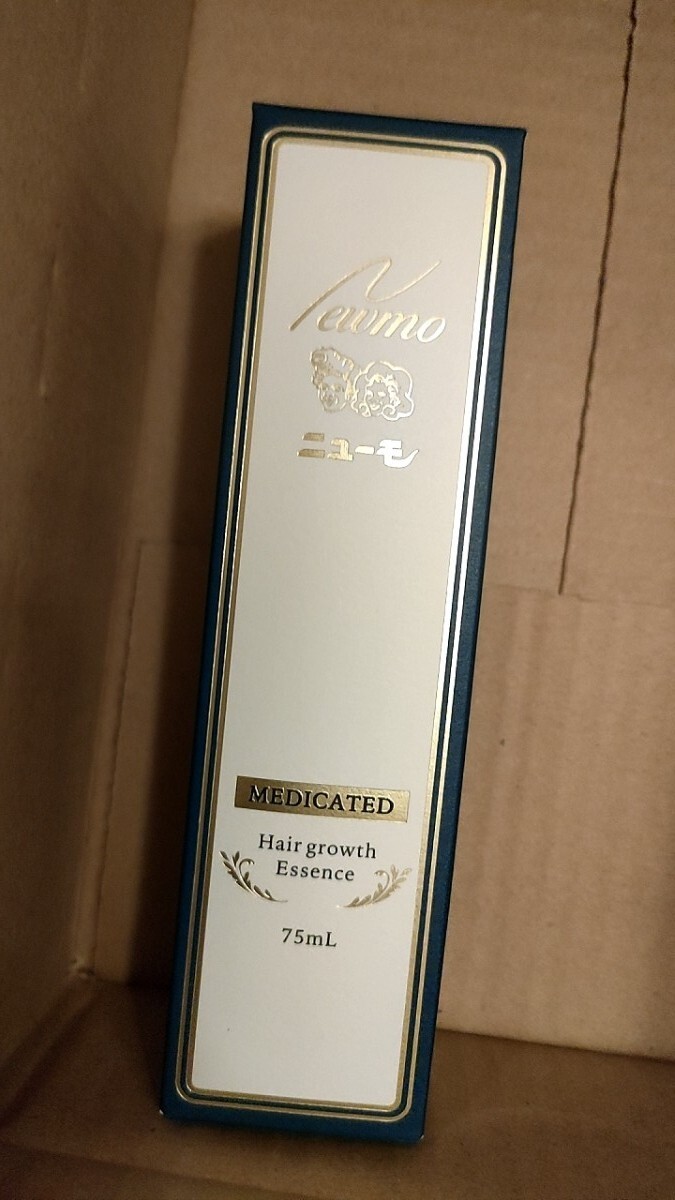 Newmo
ニューモ
MEDICATED
Hair growth
Essence
75mL